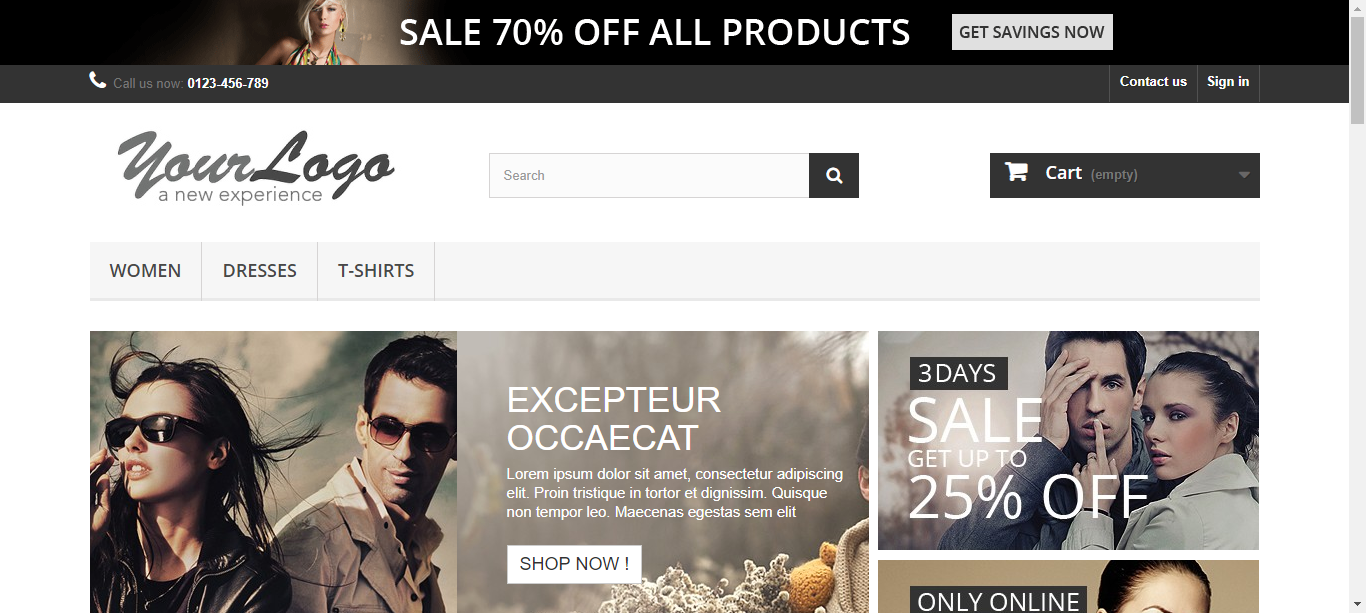 SALE 70% OFF ALL PRODUCTS
GET SAVINGS NOW
Call us now: 0123-456-789
Contact us
Sign in
YourLogo
a new experience
Search
Cart (empty)
WOMEN
DRESSES
T-SHIRTS
EXCEPTEUR
OCCAECAT
Lorem ipsum dolor sit amet, consectetur adipiscing
elit. Proin tristique in tortor et dignissim. Quisque
non tempor leo. Maecenas egestas sem elit
SHOP NOW !
3 DAYS
SALE
GET UP TO
25% OFF
ONLY ONLINE